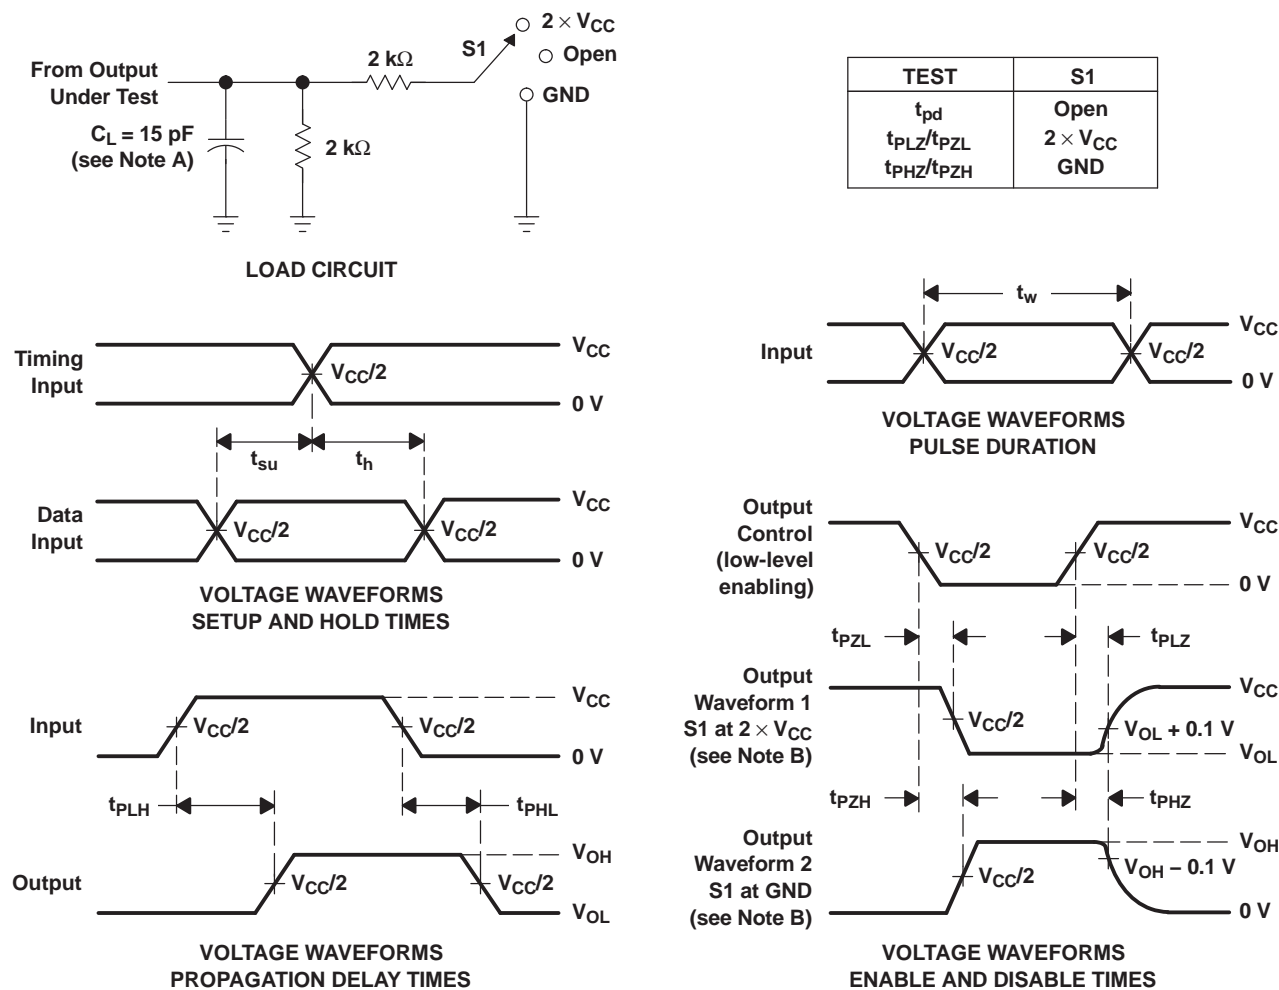 2 × VCC
S1
Open
2 kΩ
From Output
Under Test
GND
CL = 15 pF
(see Note A)
2 kΩ
LOAD CIRCUIT
TEST S1
tpd Open
tPLZ/tPZL 2 × VCC
tPHZ/tPZH GND
tw
VCC
Input
VCC/2
VCC/2
0 V
VOLTAGE WAVEFORMS
PULSE DURATION
VCC
Timing
Input
VCC/2
0 V
tsu
th
VCC
Data
Input
VCC/2
VCC/2
0 V
VOLTAGE WAVEFORMS
SETUP AND HOLD TIMES
VCC
Input
VCC/2
VCC/2
0 V
tPLH
tPHL
VOH
Output
VCC/2
VCC/2
VOL
VOLTAGE WAVEFORMS
PROPAGATION DELAY TIMES
Output
Control
(low-level
enabling)
VCC
VCC/2
VCC/2
0 V
tPZL
tPLZ
Output
Waveform 1
S1 at 2 × VCC
(see Note B)
VCC
VCC/2
VOL + 0.1 V
VOL
tPZH
tPHZ
Output
Waveform 2
S1 at GND
(see Note B)
VOH
VCC/2
VOH − 0.1 V
0 V
VOLTAGE WAVEFORMS
ENABLE AND DISABLE TIMES